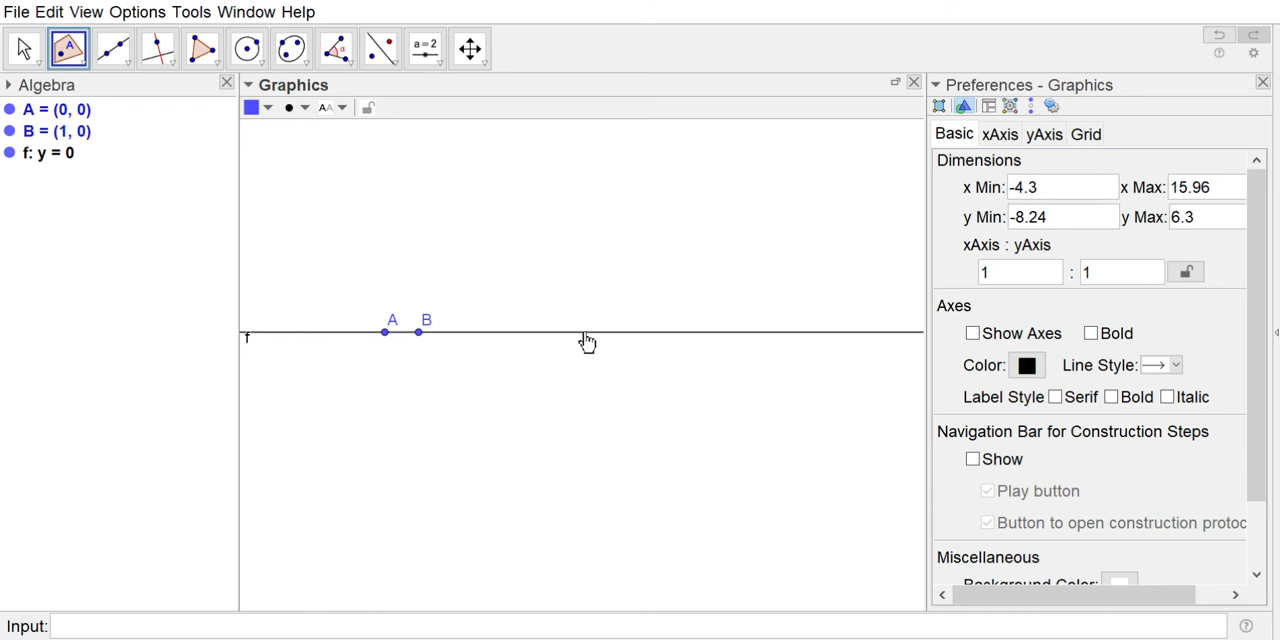 File Edit View Options Tools Window Help
A
α
a=2
Algebra
Graphics
Preferences - Graphics
AA
A = (0, 0)
B = (1, 0)
f: y = 0
A
B
f
Basic xAxis yAxis Grid
Dimensions
x Min: -4.3 x Max: 15.96
y Min: -8.24 y Max: 6.3
xAxis : yAxis
1 : 1
Axes
Show Axes Bold
Color: Line Style:
Label Style Serif Bold Italic
Navigation Bar for Construction Steps
Show
Play button
Button to open construction protoc
Miscellaneous
Background Color:
Input: